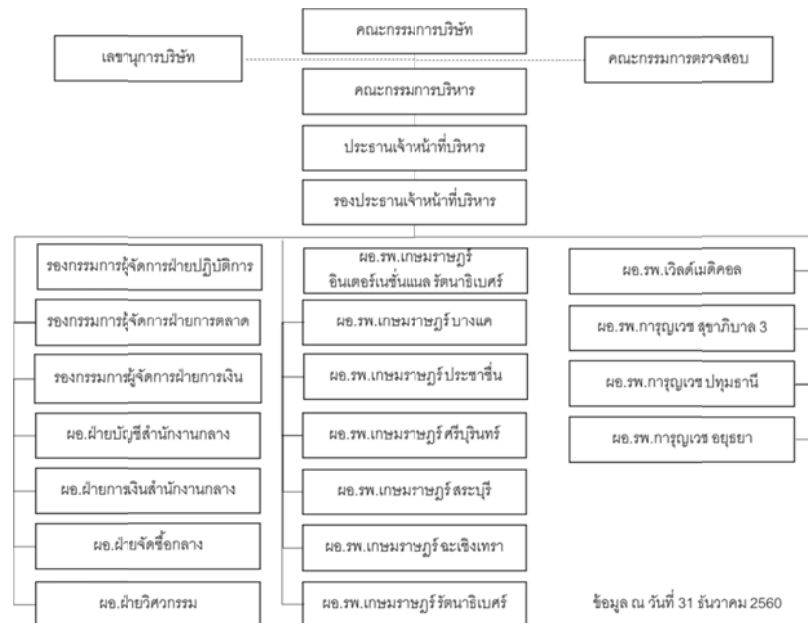 คณะกรรมการบริษัท
เลขานุการบริษัท
คณะกรรมการตรวจสอบ
คณะกรรมการบริหาร
ประธานเจ้าหน้าที่บริหาร
รองประธานเจ้าหน้าที่บริหาร
รองกรรมการผู้จัดการฝ่ายปฏิบัติการ
รองกรรมการผู้จัดการฝ่ายการตลาด
รองกรรมการผู้จัดการฝ่ายการเงิน
ผอ.ฝ่ายบัญชีสำนักงานกลาง
ผอ.ฝ่ายการเงินสำนักงานกลาง
ผอ.ฝ่ายจัดซื้อกลาง
ผอ.ฝ่ายวิศวกรรม
ผอ.รพ.เกษมราษฎร์
อินเตอร์เนชั่นแนล รัตนาธิเบศร์
ผอ.รพ.เกษมราษฎร์ บางแค
ผอ.รพ.เกษมราษฎร์ ประชาชื่น
ผอ.รพ.เกษมราษฎร์ ศรีบุรินทร์
ผอ.รพ.เกษมราษฎร์ สระบุรี
ผอ.รพ.เกษมราษฎร์ ฉะเชิงเทรา
ผอ.รพ.เกษมราษฎร์ รัตนาธิเบศร์
ผอ.รพ.เวิลด์เมดิคอล
ผอ.รพ.การุญเวช สุขาภิบาล 3
ผอ.รพ.การุญเวช ปทุมธานี
ผอ.รพ.การุญเวช อยุธยา
ข้อมูล ณ วันที่ 31 ธันวาคม 2560